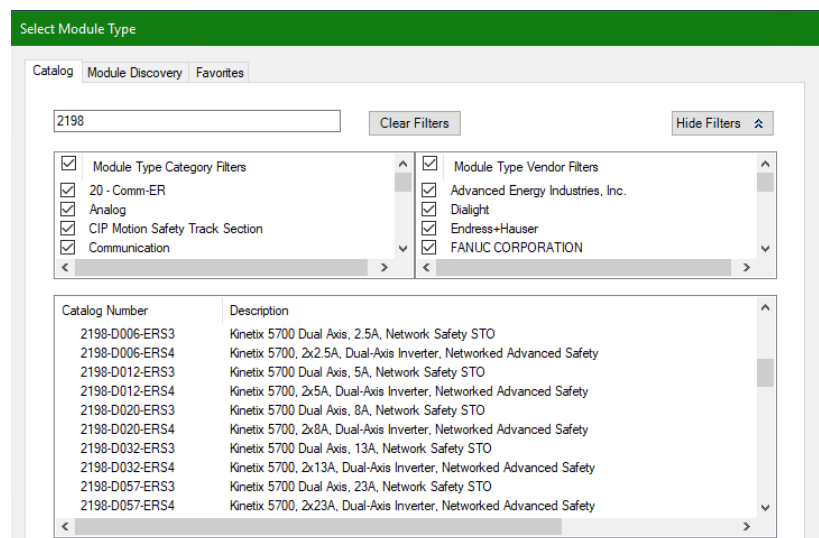 Select Module Type
Catalog Module Discovery Favorites
2198 Clear Filters Hide Filters
Module Type Category Filters
20 - Comm-ER
Analog
CIP Motion Safety Track Section
Communication
Module Type Vendor Filters
Advanced Energy Industries, Inc.
Dialight
Endress+Hauser
FANUC CORPORATION
Catalog Number Description
2198-D006-ERS3 Kinetix 5700 Dual Axis, 2.5A, Network Safety STO
2198-D006-ERS4 Kinetix 5700, 2x2.5A, Dual-Axis Inverter, Networked Advanced Safety
2198-D012-ERS3 Kinetix 5700 Dual Axis, 5A, Network Safety STO
2198-D012-ERS4 Kinetix 5700, 2x5A, Dual-Axis Inverter, Networked Advanced Safety
2198-D020-ERS3 Kinetix 5700 Dual Axis, 8A, Network Safety STO
2198-D020-ERS4 Kinetix 5700, 2x8A, Dual-Axis Inverter, Networked Advanced Safety
2198-D032-ERS3 Kinetix 5700 Dual Axis, 13A, Network Safety STO
2198-D032-ERS4 Kinetix 5700, 2x13A, Dual-Axis Inverter, Networked Advanced Safety
2198-D057-ERS3 Kinetix 5700 Dual Axis, 23A, Network Safety STO
2198-D057-ERS4 Kinetix 5700, 2x23A, Dual-Axis Inverter, Networked Advanced Safety